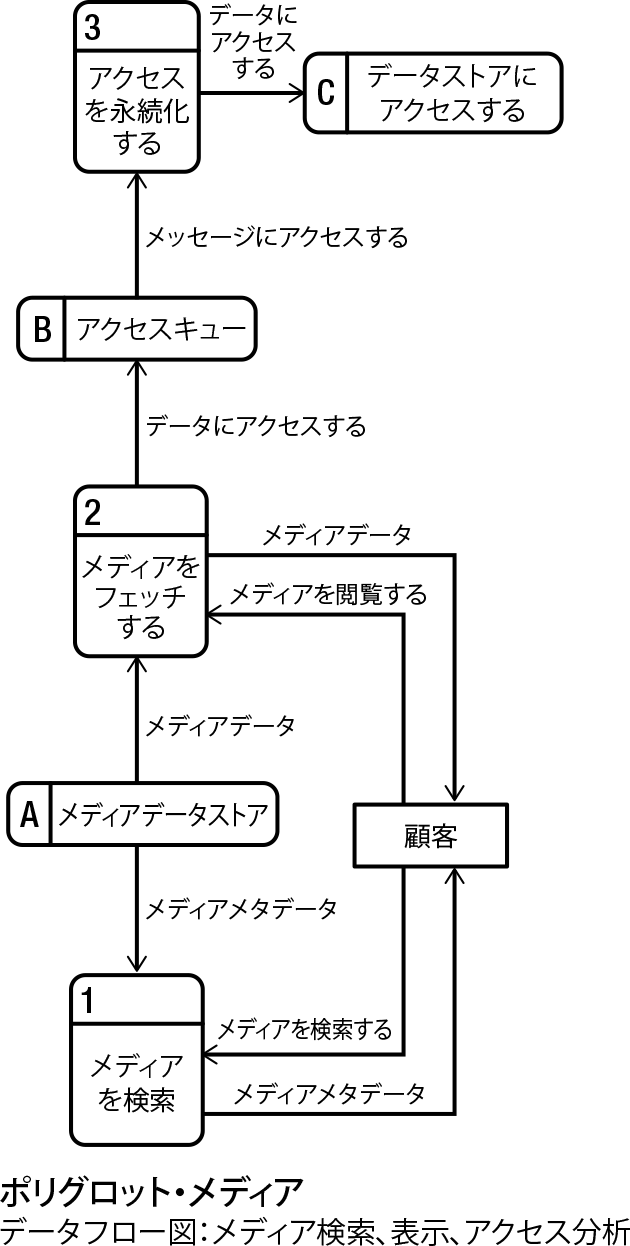 3
アクセス
を永続化
する
データに
アクセス
する
C
データストアに
アクセスする
メッセージにアクセスする
B
アクセスキュー
データにアクセスする
2
メディアを
フェッチ
する
メディアデータ
メディアを閲覧する
メディアデータ
A
メディアデータストア
顧客
メディアメタデータ
1
メディア
を検索
メディアを検索する
メディアメタデータ
ポリグロット・メディア
データフロー図：メディア検索、表示、アクセス分析